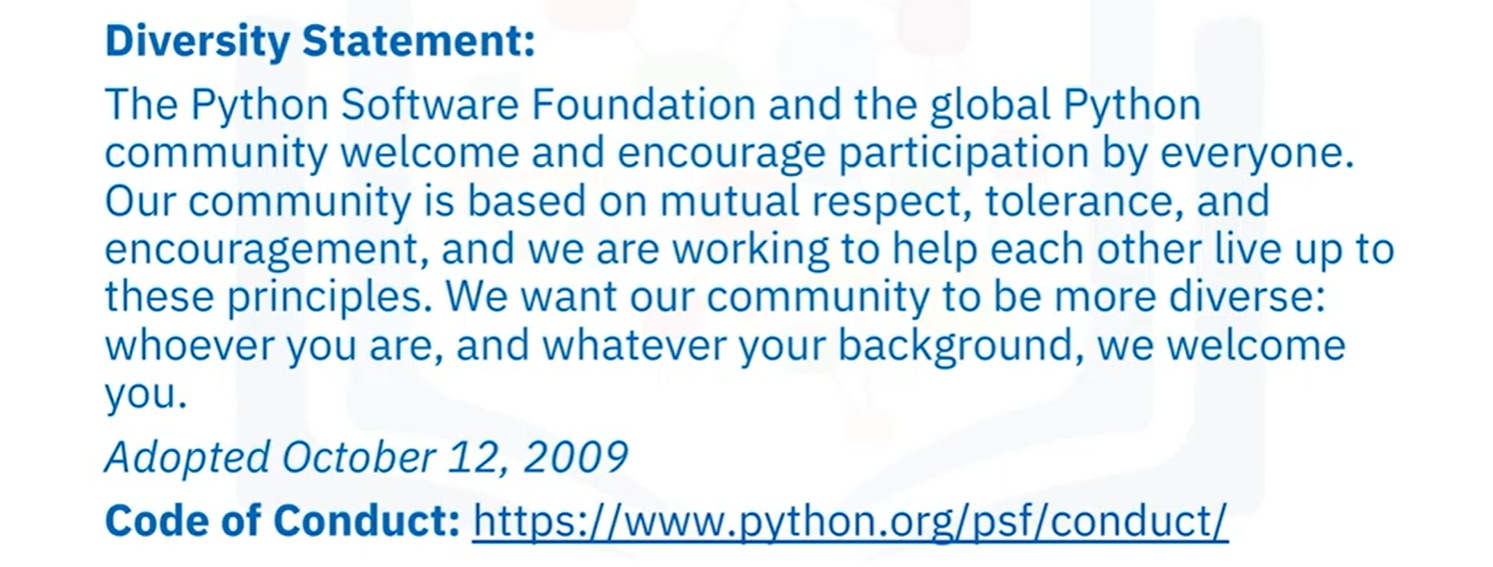 Diversity Statement:
The Python Software Foundation and the global Python
community welcome and encourage participation by everyone.
Our community is based on mutual respect, tolerance, and
encouragement, and we are working to help each other live up to
these principles. We want our community to be more diverse:
whoever you are, and whatever your background, we welcome
you.
Adopted October 12, 2009
Code of Conduct: https://www.python.org/psf/conduct/